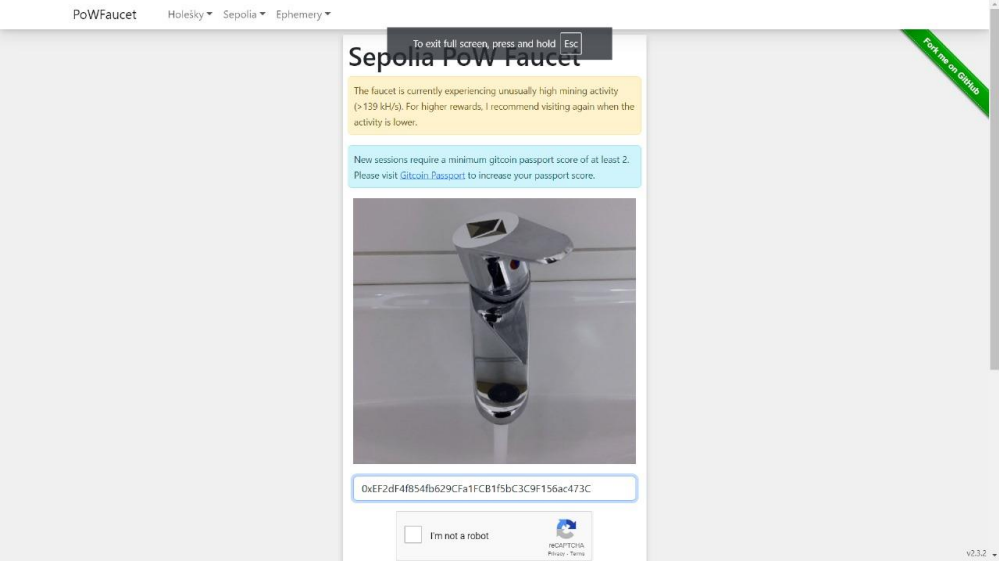 PoWFaucet
Holešky Sepolia Ephemery
To exit full screen, press and hold Esc
Fork me on GitHub
Sepolia PoW Faucet
The faucet is currently experiencing unusually high mining activity
(>139 kH/s). For higher rewards, I recommend visiting again when the
activity is lower.
New sessions require a minimum gitcoin passport score of at least 2.
Please visit Gitcoin Passport to increase your passport score.
0xEF2dF4f854fb629CFa1FCB1f5bC3C9F156ac473C
I'm not a robot
reCAPTCHA
Privacy - Terms
v2.3.2